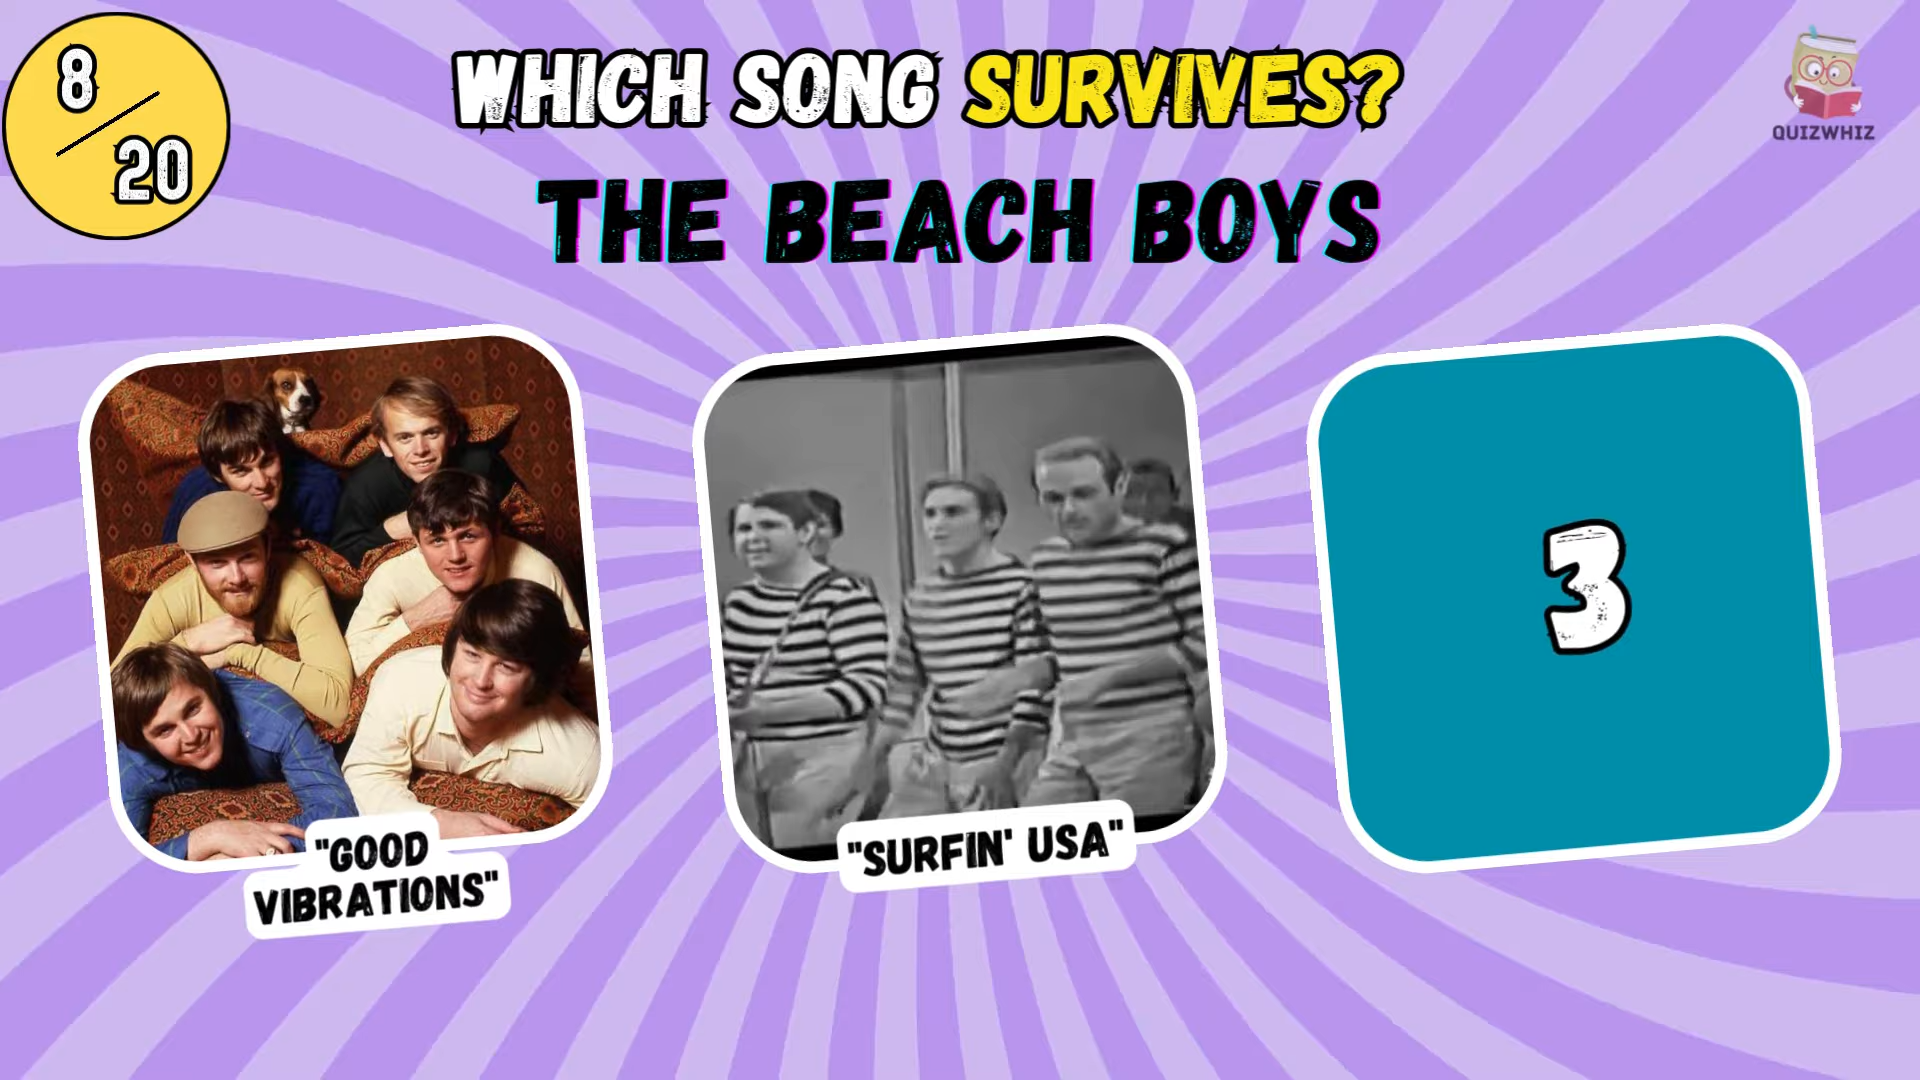 8
20
WHICH SONG SURVIVES?
QUIZWHIZ
THE BEACH BOYS
3
"GOOD
VIBRATIONS"
"SURFIN' USA"